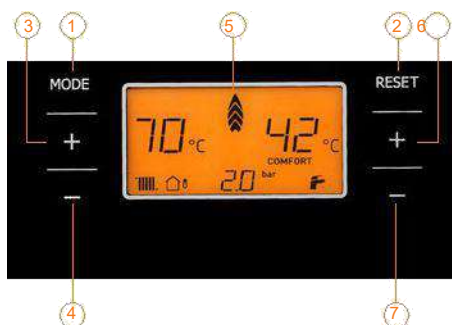 3 1 5 2 6
MODE RESET
+ +
70 °C 42 °C
COMFORT
2.0 bar
- -
4 7